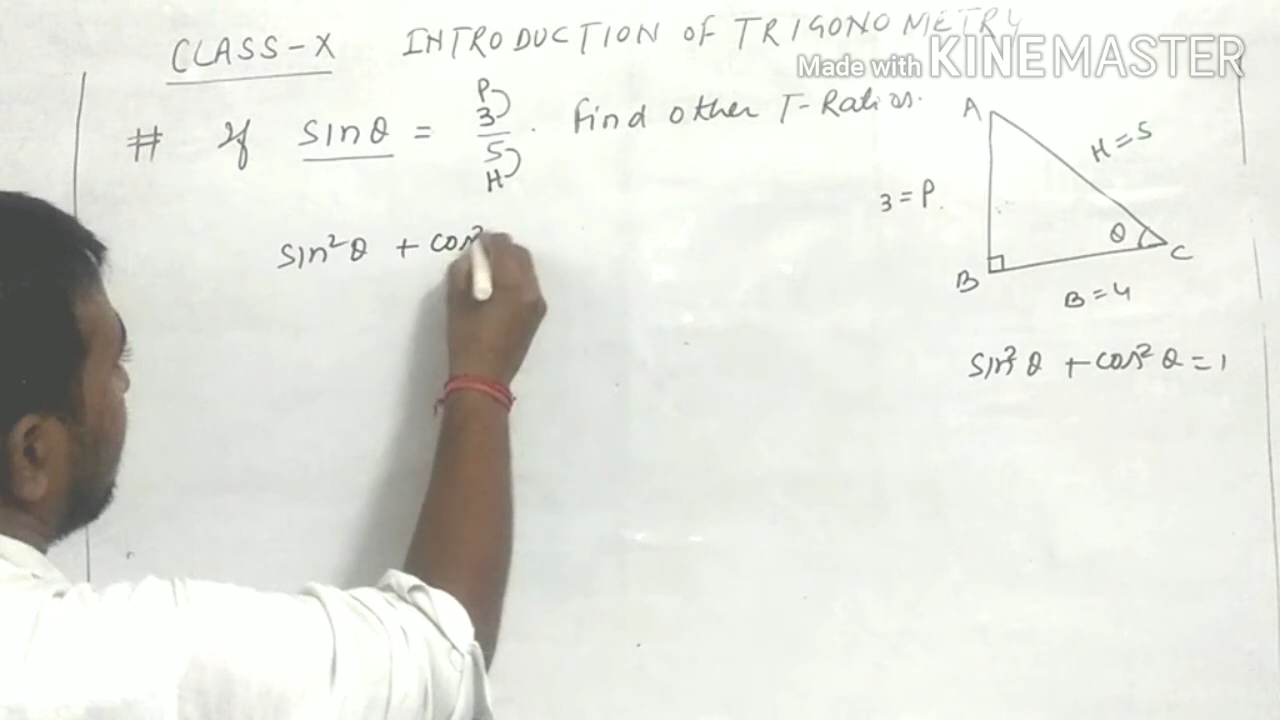 CLASS-X INTRODUCTION OF TRIGONOMETRY
Made with KINEMASTER
# If sinθ = P 3 / 5 H . find other T-Ratios.
A
H = 5
3 = P.
θ
B
C
B = 4
sin²θ + cos²
sin²θ + cos²θ = 1